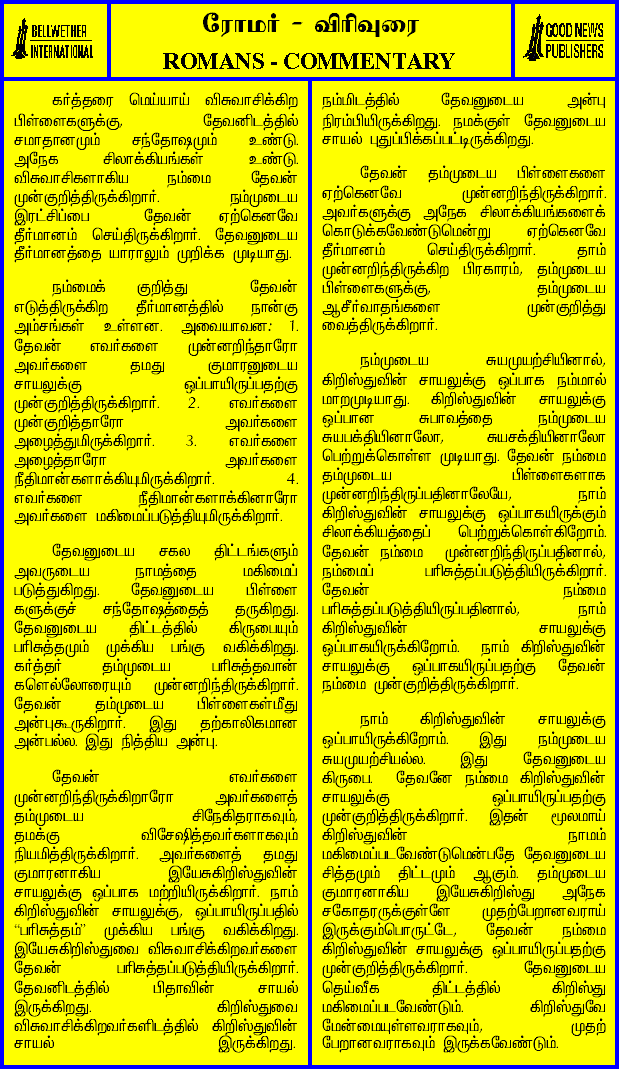 BELLWETHER
INTERNATIONAL
ரோமர் - விரிவுரை
ROMANS - COMMENTARY
GOOD NEWS
PUBLISHERS
கர்த்தரை மெய்யாய் விசுவாசிக்கிற
பிள்ளைகளுக்கு, தேவனிடத்தில்
சமாதானமும் சந்தோஷமும் உண்டு.
அநேக சிலாக்கியங்கள் உண்டு.
விசுவாசிகளாகிய நம்மை தேவன்
முன்குறித்திருக்கிறார். நம்முடைய
இரட்சிப்பை தேவன் ஏற்கெனவே
தீர்மானம் செய்திருக்கிறார். தேவனுடைய
தீர்மானத்தை யாராலும் முறிக்க முடியாது.
நம்மைக் குறித்து தேவன்
எடுத்திருக்கிற தீர்மானத்தில் நான்கு
அம்சங்கள் உள்ளன. அவையாவன: 1.
தேவன் எவர்களை முன்னறிந்தாரோ
அவர்களை தமது குமாரனுடைய
சாயலுக்கு ஒப்பாயிருப்பதற்கு
முன்குறித்திருக்கிறார். 2. எவர்களை
முன்குறித்தாரோ அவர்களை
அழைத்துமிருக்கிறார். 3. எவர்களை
அழைத்தாரோ அவர்களை
நீதிமான்களாக்கியுமிருக்கிறார். 4.
எவர்களை நீதிமான்களாக்கினாரோ
அவர்களை மகிமைப்படுத்தியுமிருக்கிறார்.
தேவனுடைய சகல திட்டங்களும்
அவருடைய நாமத்தை மகிமைப்
படுத்துகிறது. தேவனுடைய பிள்ளை
களுக்குச் சந்தோஷத்தைத் தருகிறது.
தேவனுடைய திட்டத்தில் கிருபையும்
பரிசுத்தமும் முக்கிய பங்கு வகிக்கிறது.
கர்த்தர் தம்முடைய பரிசுத்தவான்
களெல்லோரையும் முன்னறிந்திருக்கிறார்.
தேவன் தம்முடைய பிள்ளைகள்மீது
அன்புகூருகிறார். இது தற்காலிகமான
அன்பல்ல. இது நித்திய அன்பு.
தேவன் எவர்களை
முன்னறிந்திருக்கிறாரோ அவர்களைத்
தம்முடைய சிநேகிதராகவும்,
தமக்கு விசேஷித்தவர்களாகவும்
நியமித்திருக்கிறார். அவர்களைத் தமது
குமாரனாகிய இயேசுகிறிஸ்துவின்
சாயலுக்கு ஒப்பாக மற்றியிருக்கிறார். நாம்
கிறிஸ்துவின் சாயலுக்கு, ஒப்பாயிருப்பதில்
“பரிசுத்தம்” முக்கிய பங்கு வகிக்கிறது.
இயேசுகிறிஸ்துவை விசுவாசிக்கிறவர்களை
தேவன் பரிசுத்தப்படுத்தியிருக்கிறார்.
தேவனிடத்தில் பிதாவின் சாயல்
இருக்கிறது. கிறிஸ்துவை
விசுவாசிக்கிறவர்களிடத்தில் கிறிஸ்துவின்
சாயல் இருக்கிறது.
நம்மிடத்தில் தேவனுடைய அன்பு
நிரம்பியிருக்கிறது. நமக்குள் தேவனுடைய
சாயல் புதுப்பிக்கப்பட்டிருக்கிறது.
தேவன் தம்முடைய பிள்ளைகளை
ஏற்கெனவே முன்னறிந்திருக்கிறார்.
அவர்களுக்கு அநேக சிலாக்கியங்களைக்
கொடுக்கவேண்டுமென்று ஏற்கெனவே
தீர்மானம் செய்திருக்கிறார். தாம்
முன்னறிந்திருக்கிற பிரகாரம், தம்முடைய
பிள்ளைகளுக்கு, தம்முடைய
ஆசீர்வாதங்களை முன்குறித்து
வைத்திருக்கிறார்.
நம்முடைய சுயமுயற்சியினால்,
கிறிஸ்துவின் சாயலுக்கு ஒப்பாக நம்மால்
மாறமுடியாது. கிறிஸ்துவின் சாயலுக்கு
ஒப்பான சுபாவத்தை நம்முடைய
சுயபக்தியினாலோ, சுயசக்தியினாலோ
பெற்றுக்கொள்ள முடியாது. தேவன் நம்மை
தம்முடைய பிள்ளைகளாக
முன்னறிந்திருப்பதினாலேயே, நாம்
கிறிஸ்துவின் சாயலுக்கு ஒப்பாகயிருக்கும்
சிலாக்கியத்தைப் பெற்றுக்கொள்கிறோம்.
தேவன் நம்மை முன்னறிந்திருப்பதினால்,
நம்மைப் பரிசுத்தப்படுத்தியிருக்கிறார்.
தேவன் நம்மை
பரிசுத்தப்படுத்தியிருப்பதினால், நாம்
கிறிஸ்துவின் சாயலுக்கு
ஒப்பாகயிருக்கிறோம். நாம் கிறிஸ்துவின்
சாயலுக்கு ஒப்பாகயிருப்பதற்கு தேவன்
நம்மை முன்குறித்திருக்கிறார்.
நாம் கிறிஸ்துவின் சாயலுக்கு
ஒப்பாயிருக்கிறோம். இது நம்முடைய
சுயமுயற்சியல்ல. இது தேவனுடைய
கிருபை. தேவனே நம்மை கிறிஸ்துவின்
சாயலுக்கு ஒப்பாயிருப்பதற்கு
முன்குறித்திருக்கிறார். இதன் மூலமாய்
கிறிஸ்துவின் நாமம்
மகிமைப்படவேண்டுமென்பதே தேவனுடைய
சித்தமும் திட்டமும் ஆகும். தம்முடைய
குமாரனாகிய இயேசுகிறிஸ்து அநேக
சகோதரருக்குள்ளே முதற்பேறானவராய்
இருக்கும்பொருட்டே, தேவன் நம்மை
கிறிஸ்துவின் சாயலுக்கு ஒப்பாயிருப்பதற்கு
முன்குறித்திருக்கிறார். தேவனுடைய
தெய்வீக திட்டத்தில் கிறிஸ்து
மகிமைப்படவேண்டும். கிறிஸ்துவே
மேன்மையுள்ளவராகவும், முதற்
பேறானவராகவும் இருக்கவேண்டும்.